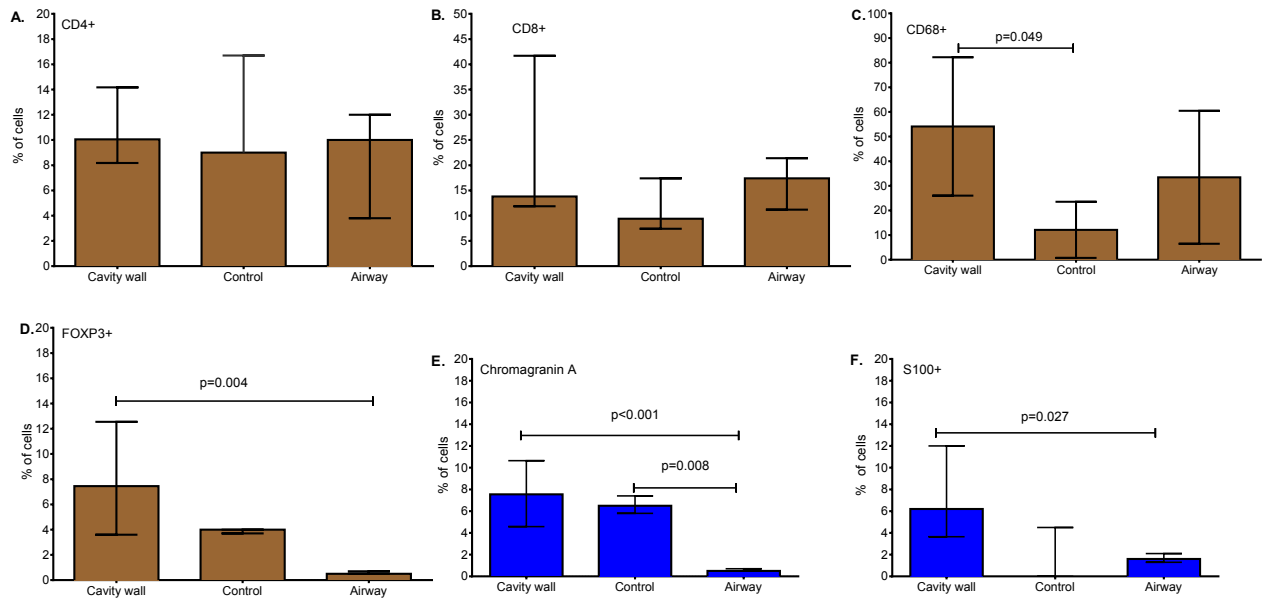 A.
CD4+
% of cells
20
18
16
14
12
10
8
6
4
2
0
Cavity wall Control Airway
B.
CD8+
% of cells
50
45
40
35
30
25
20
15
10
5
0
Cavity wall Control Airway
C.
CD68+
p=0.049
% of cells
100
90
80
70
60
50
40
30
20
10
0
Cavity wall Control Airway
D.
FOXP3+
p=0.004
% of cells
20
18
16
14
12
10
8
6
4
2
0
Cavity wall Control Airway
E.
Chromagranin A
p<0.001
p=0.008
% of cells
20
18
16
14
12
10
8
6
4
2
0
Cavity wall Control Airway
F.
S100+
p=0.027
% of cells
20
18
16
14
12
10
8
6
4
2
0
Cavity wall Control Airway